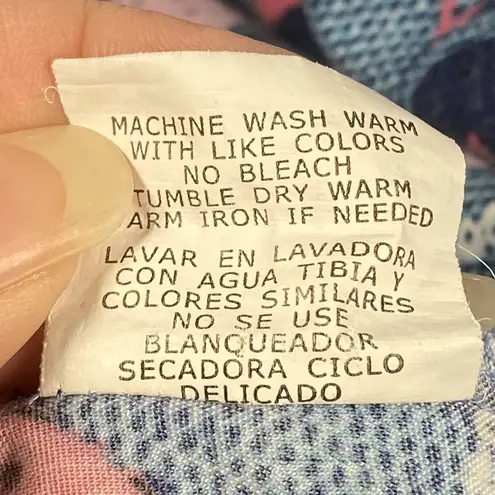 MACHINE WASH WARM
WITH LIKE COLORS
NO BLEACH
TUMBLE DRY WARM
ARM IRON IF NEEDED
LAVAR EN LAVADORA
CON AGUA TIBIA Y
COLORES SIMILARES
NO SE USE
BLANQUEADOR
SECADORA CICLO
DELICADO